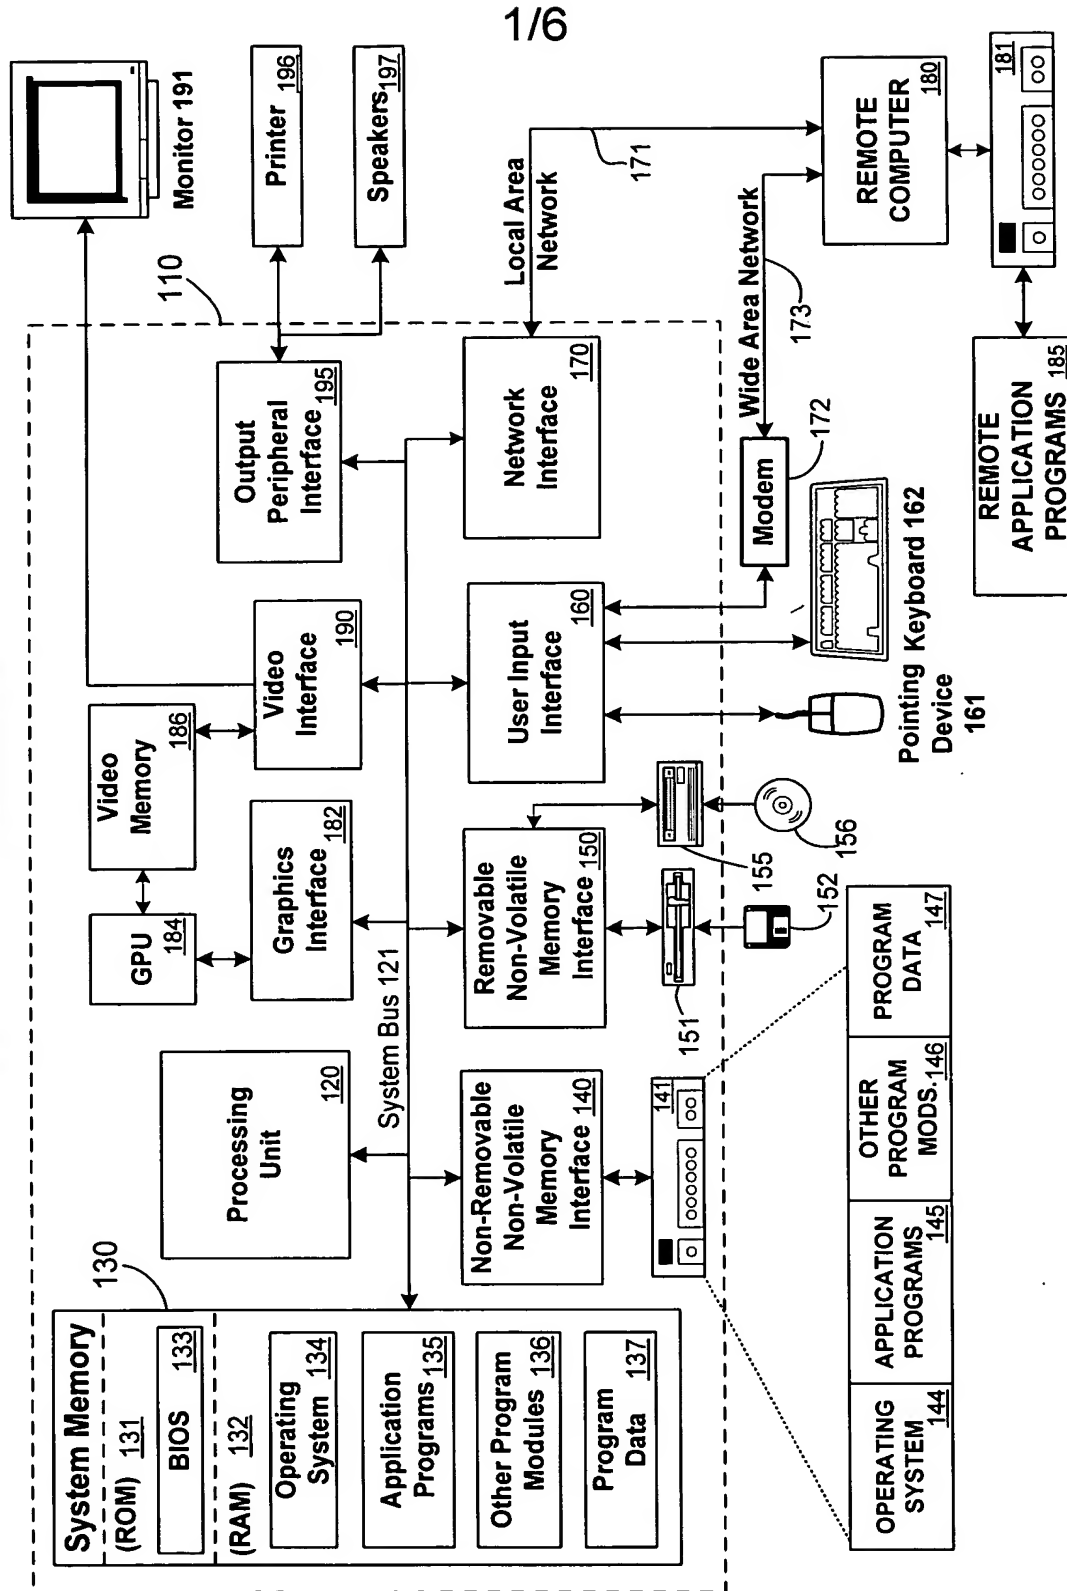 1/6
System Memory
(ROM) 131
BIOS 133
(RAM) 132
Operating
System 134
Application
Programs 135
Other Program
Modules 136
Program
Data 137
130
Processing
Unit
120
System Bus 121
GPU
184
Video
Memory
186
Graphics
Interface
182
Video
Interface
190
Output
Peripheral
Interface
195
110
Monitor 191
Printer
196
Speakers
197
Non-Removable
Non-Volatile
Memory
Interface 140
Removable
Non-Volatile
Memory
Interface 150
User Input
Interface
160
Network
Interface
170
Local Area
Network
171
141
151
152
155
156
Modem
172
Wide Area Network
173
REMOTE
COMPUTER
180
181
REMOTE
APPLICATION
PROGRAMS
185
Pointing
Device
161
Keyboard 162
OPERATING
SYSTEM
144
APPLICATION
PROGRAMS
145
OTHER
PROGRAM
MODS.
146
PROGRAM
DATA
147